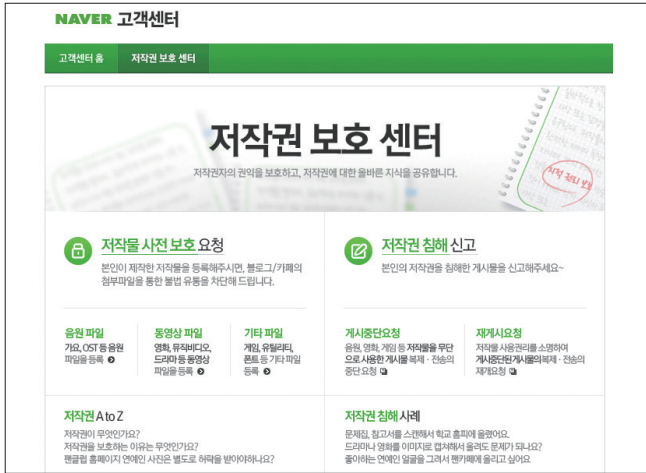 NAVER 고객센터
고객센터 홈 저작권 보호 센터
저작권 보호 센터
저작권자의 권익을 보호하고, 저작권에 대한 올바른 지식을 공유합니다.
저작물 사전 보호 요청
본인이 제작한 저작물을 등록해주시면, 블로그/카페의
첨부파일을 통한 불법 유통을 차단해 드립니다.
저작권 침해 신고
본인의 저작권을 침해한 게시물을 신고해주세요~
음원 파일
가요, OST 등 음원
파일을 등록
동영상 파일
영화, 뮤직비디오,
드라마 등 동영상
파일을 등록
기타 파일
게임, 유틸리티,
폰트 등 기타 파일
등록
게시중단요청
음원, 영화, 게임 등 저작물을 무단
으로 사용한 게시물 복제 · 전송의
중단 요청
재게시요청
저작물 사용권리를 소명하여
게시중단된 게시물의 복제 · 전송의
재개요청
저작권 A to Z
저작권이 무엇인가요?
저작권을 보호하는 이유는 무엇인가요?
팬클럽 홈페이지 연예인 사진은 별도로 허락을 받아야하나요?
저작권 침해 사례
문제집, 참고서를 스캔해서 학교 홈피에 올렸어요.
드라마나 영화를 이미지로 캡쳐해서 올려도 문제가 되나요?
좋아하는 연예인 얼굴을 그려서 팬카페에 올리고 싶어요